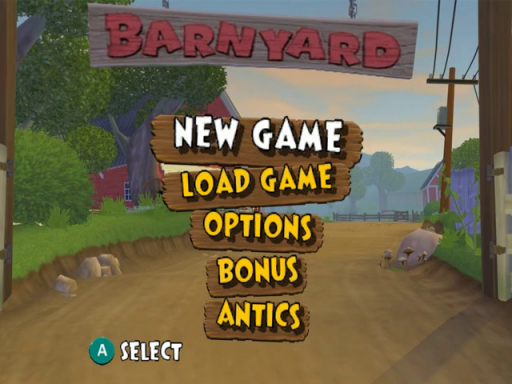 BARNYARD
NEW GAME
LOAD GAME
OPTIONS
BONUS
ANTICS
A SELECT